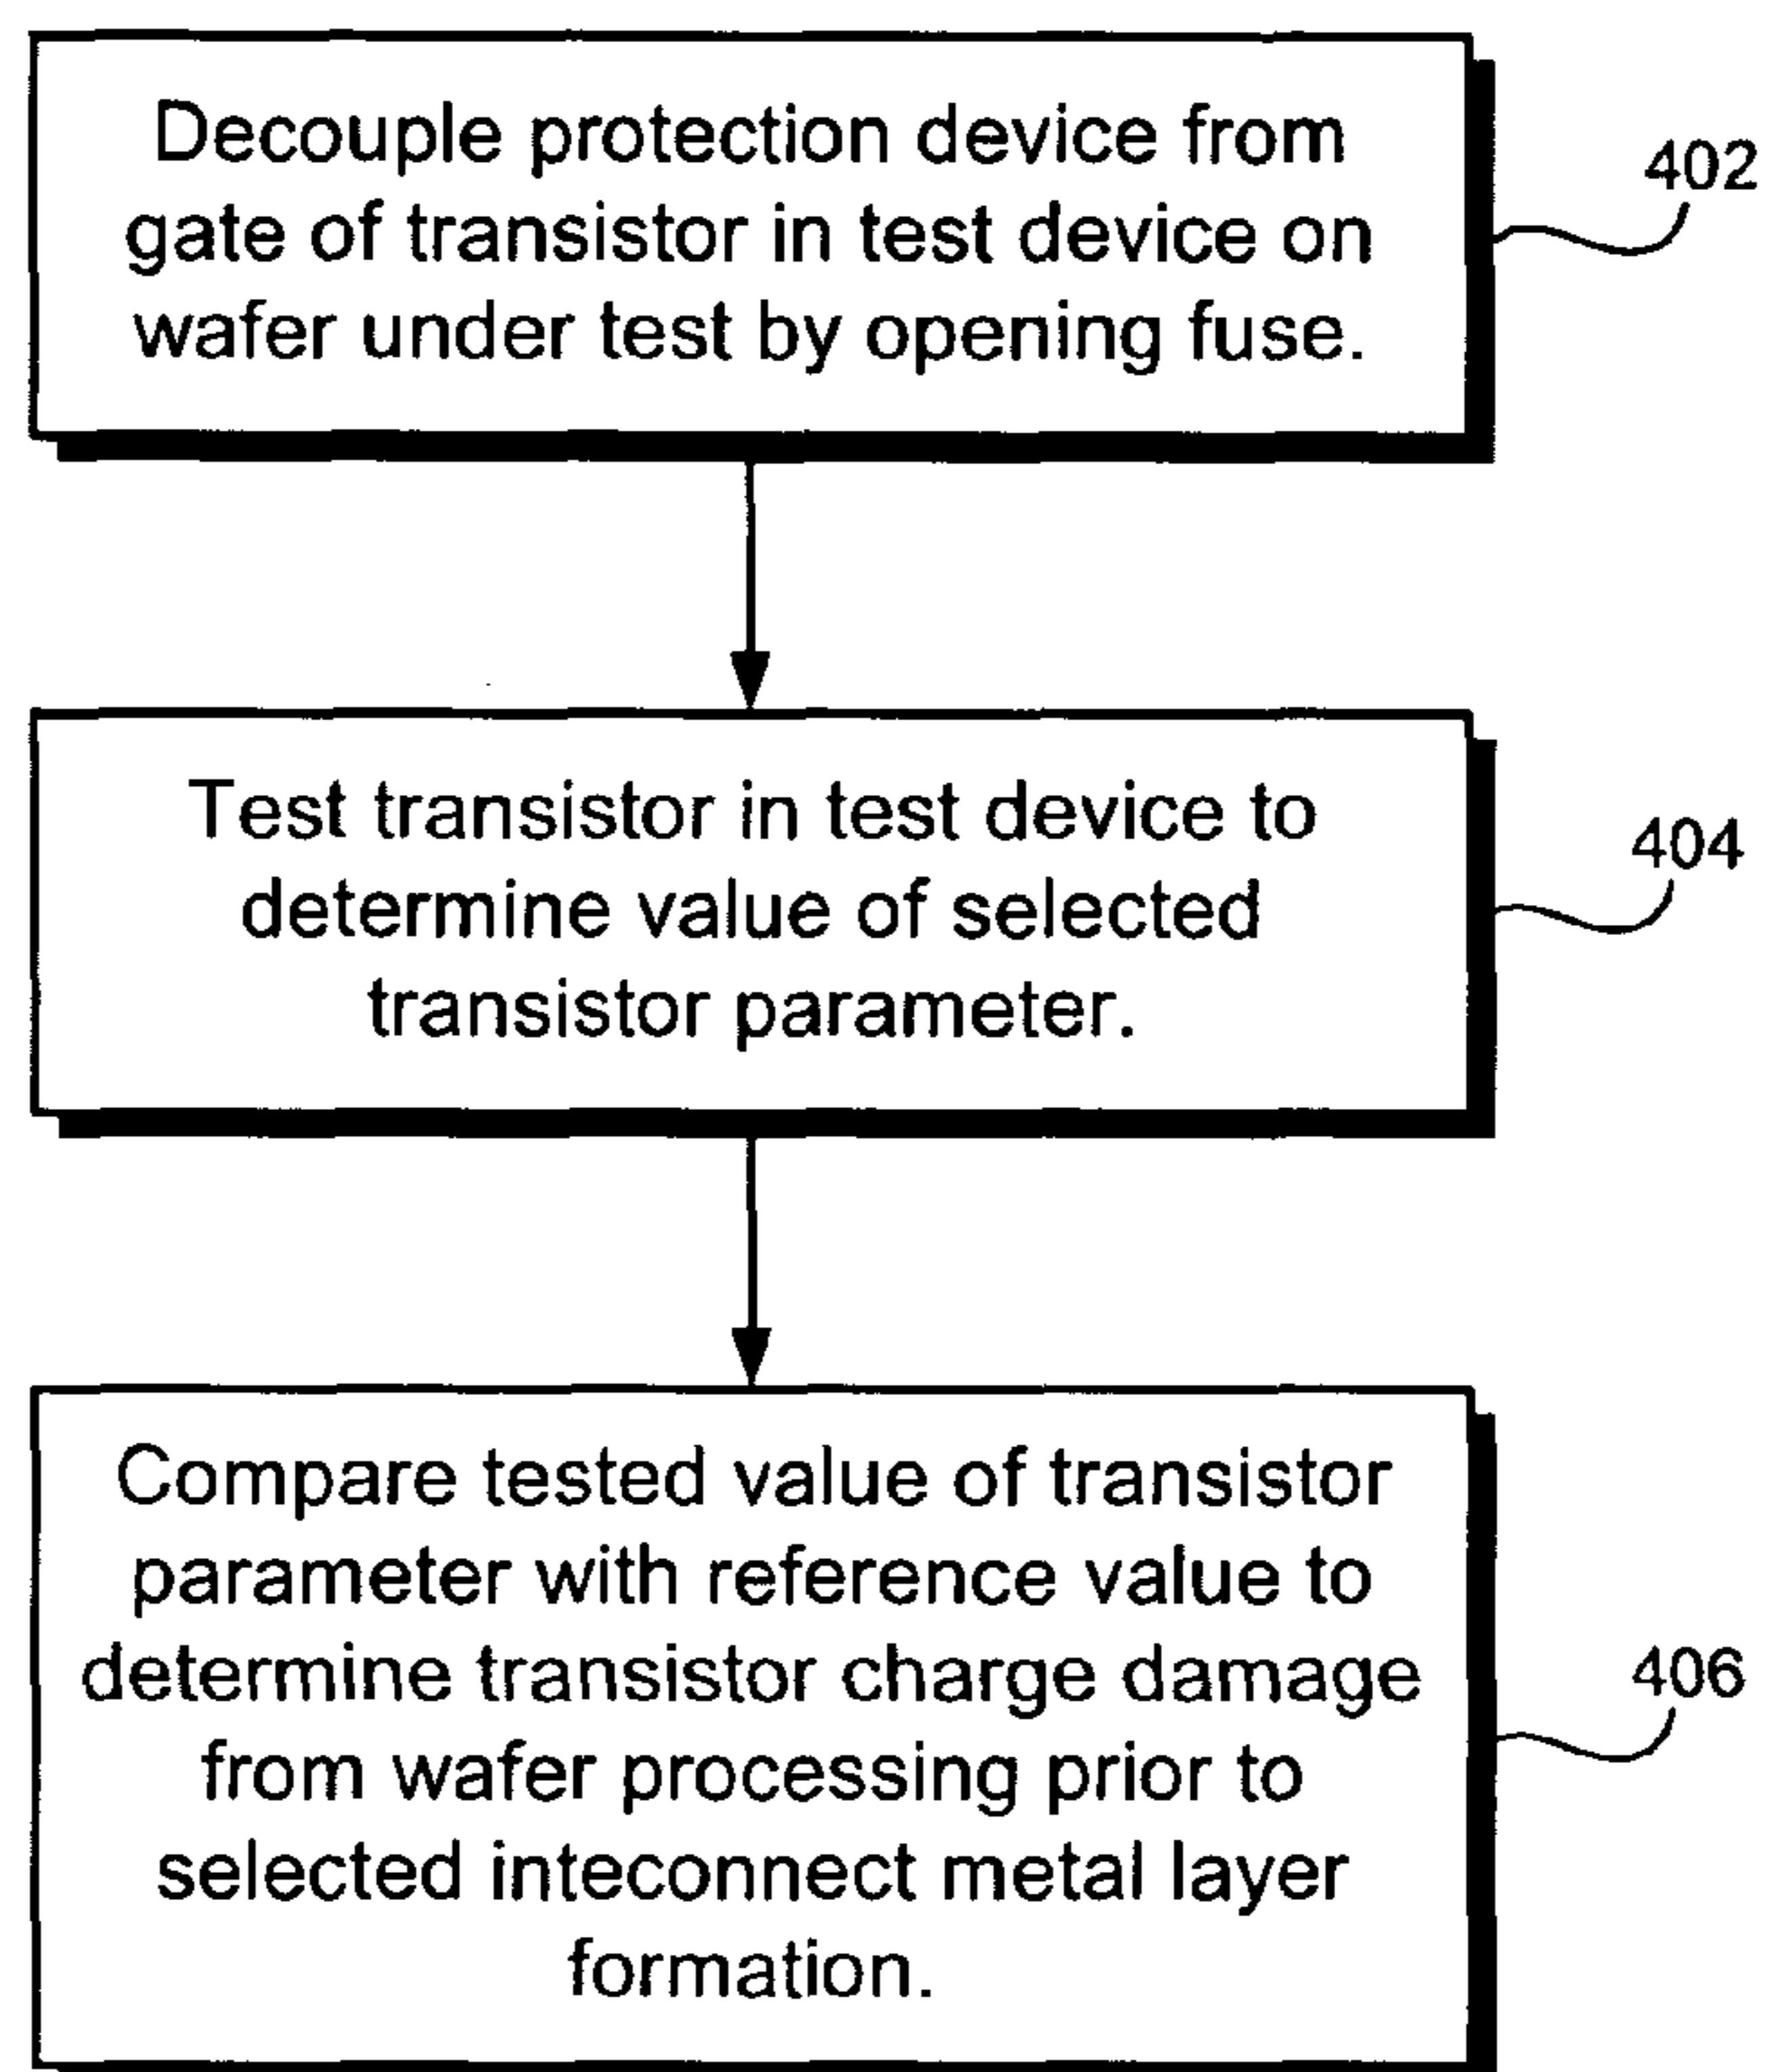 Decouple protection device from
gate of transistor in test device on
wafer under test by opening fuse.
402
Test transistor in test device to
determine value of selected
transistor parameter.
404
Compare tested value of transistor
parameter with reference value to
determine transistor charge damage
from wafer processing prior to
selected inteconnect metal layer
formation.
406